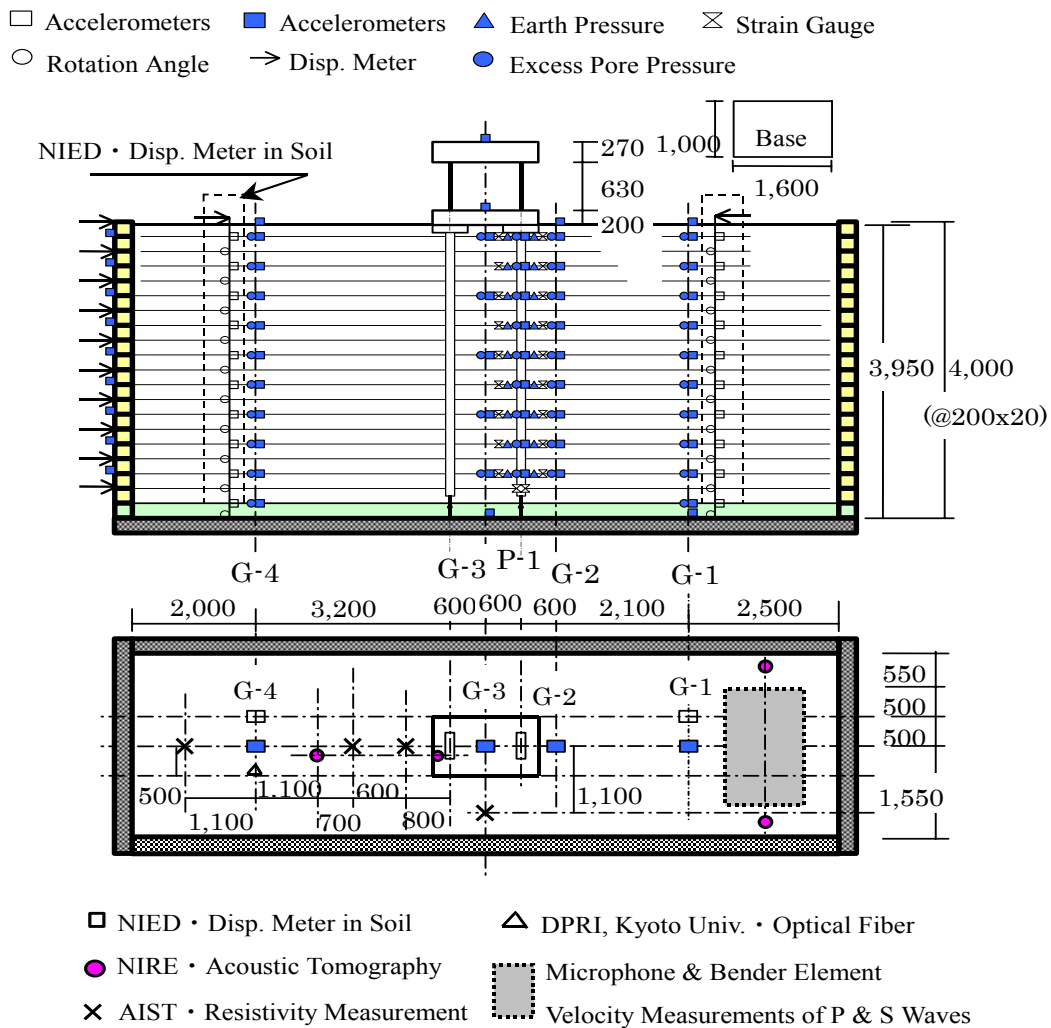 Accelerometers Accelerometers Earth Pressure Strain Gauge
Rotation Angle Disp. Meter Excess Pore Pressure
NIED・Disp. Meter in Soil
270 1,000 Base
630 1,600
200
3,950 4,000
(@200x20)
G-4 G-3 P-1 G-2 G-1
2,000 3,200 600 600 600 2,100 2,500
550
G-4 G-3 G-2 G-1
500
500
500 1,100 600 1,100 1,550
1,100 700 800
NIED・Disp. Meter in Soil DPRI, Kyoto Univ.・Optical Fiber
NIRE・Acoustic Tomography Microphone & Bender Element
AIST・Resistivity Measurement Velocity Measurements of P & S Waves